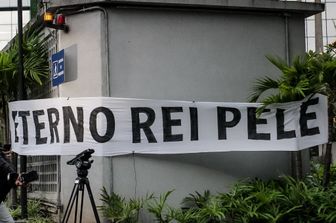 ETERNO REI PELÉ